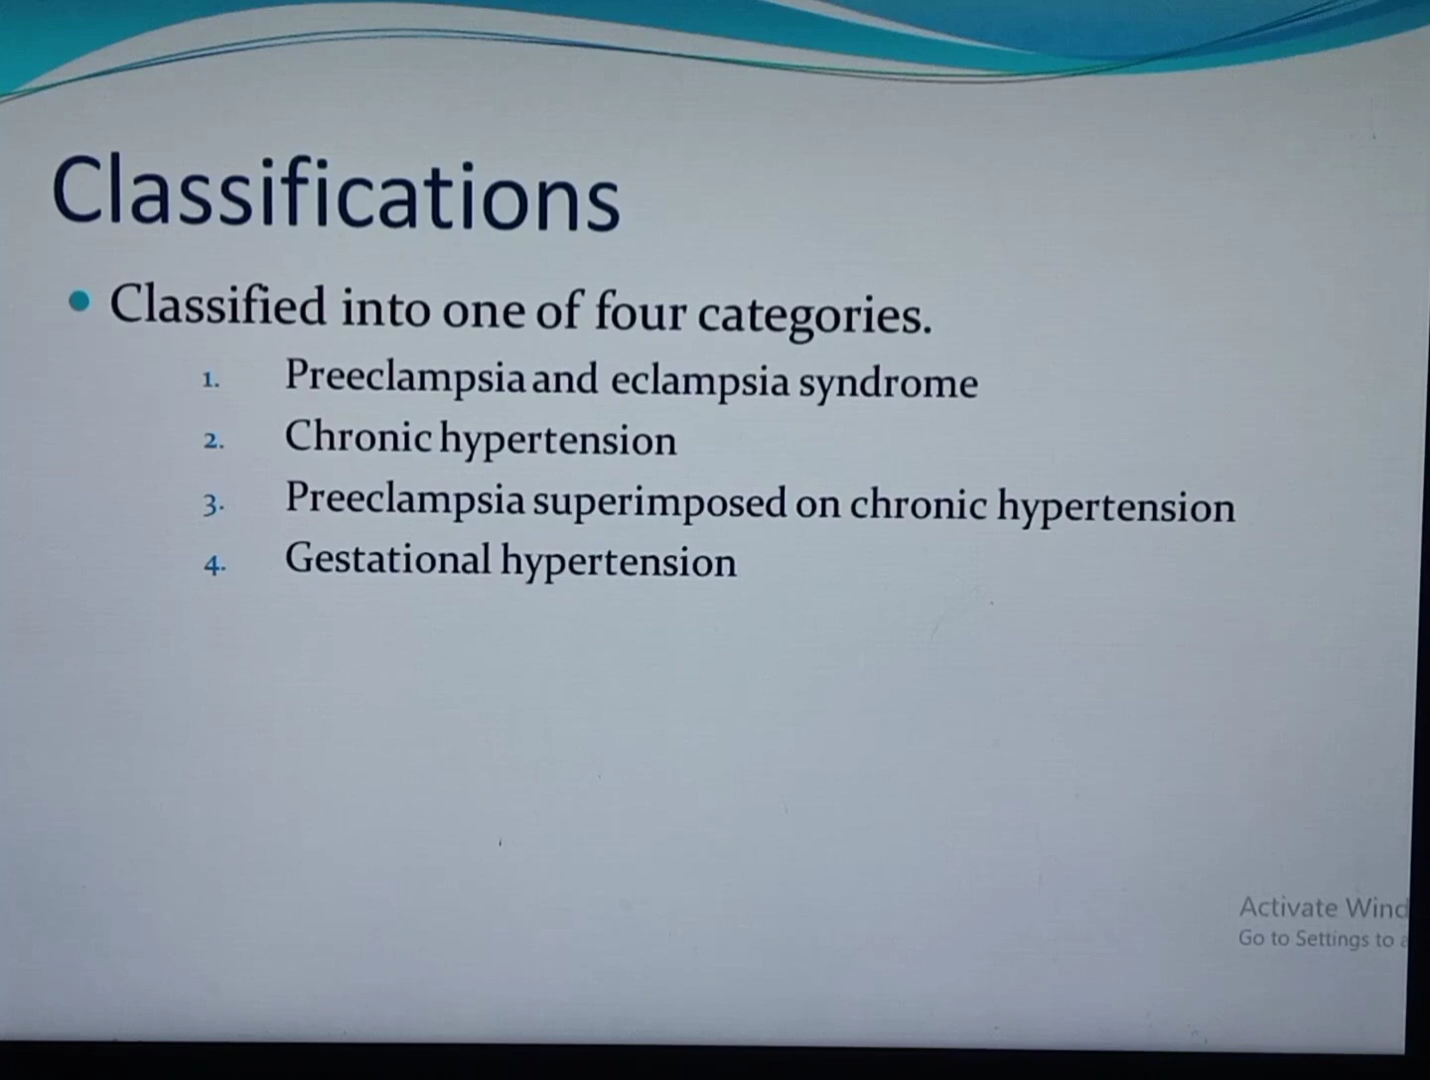 Classifications
• Classified into one of four categories.
1. Preeclampsia and eclampsia syndrome
2. Chronic hypertension
3. Preeclampsia superimposed on chronic hypertension
4. Gestational hypertension
Activate Wind
Go to Settings to a